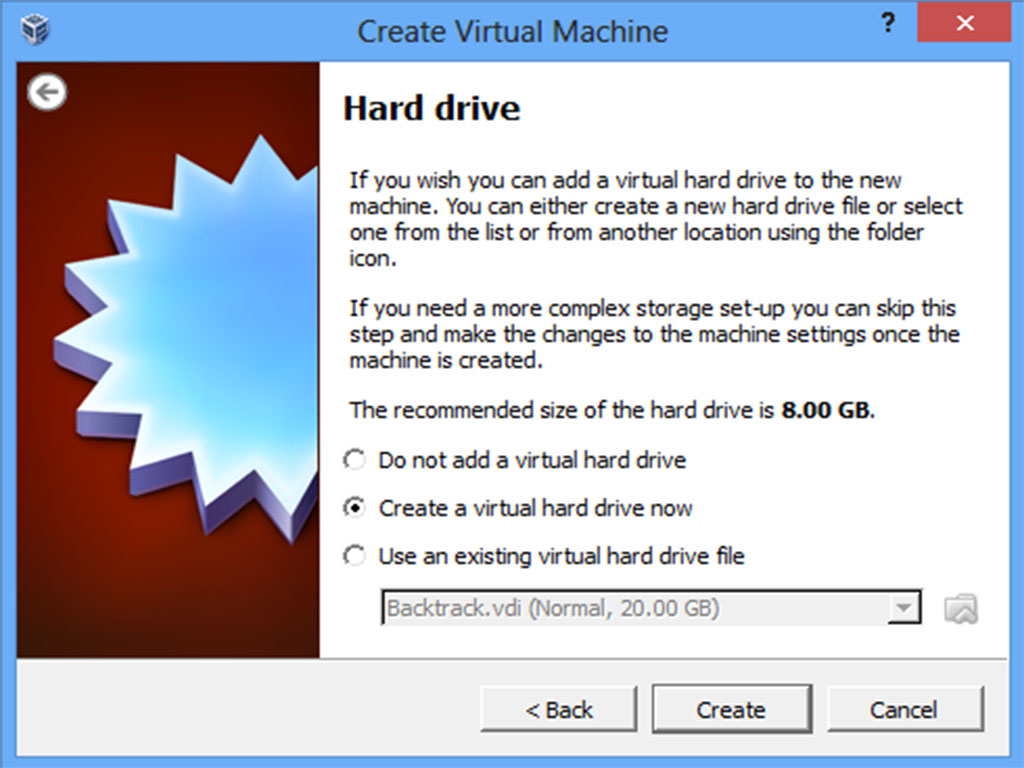 Create Virtual Machine
?
Hard drive
If you wish you can add a virtual hard drive to the new
machine. You can either create a new hard drive file or select
one from the list or from another location using the folder
icon.
If you need a more complex storage set-up you can skip this
step and make the changes to the machine settings once the
machine is created.
The recommended size of the hard drive is 8.00 GB.
Do not add a virtual hard drive
Create a virtual hard drive now
Use an existing virtual hard drive file
Backtrack.vdi (Normal, 20.00 GB)
< Back
Create
Cancel